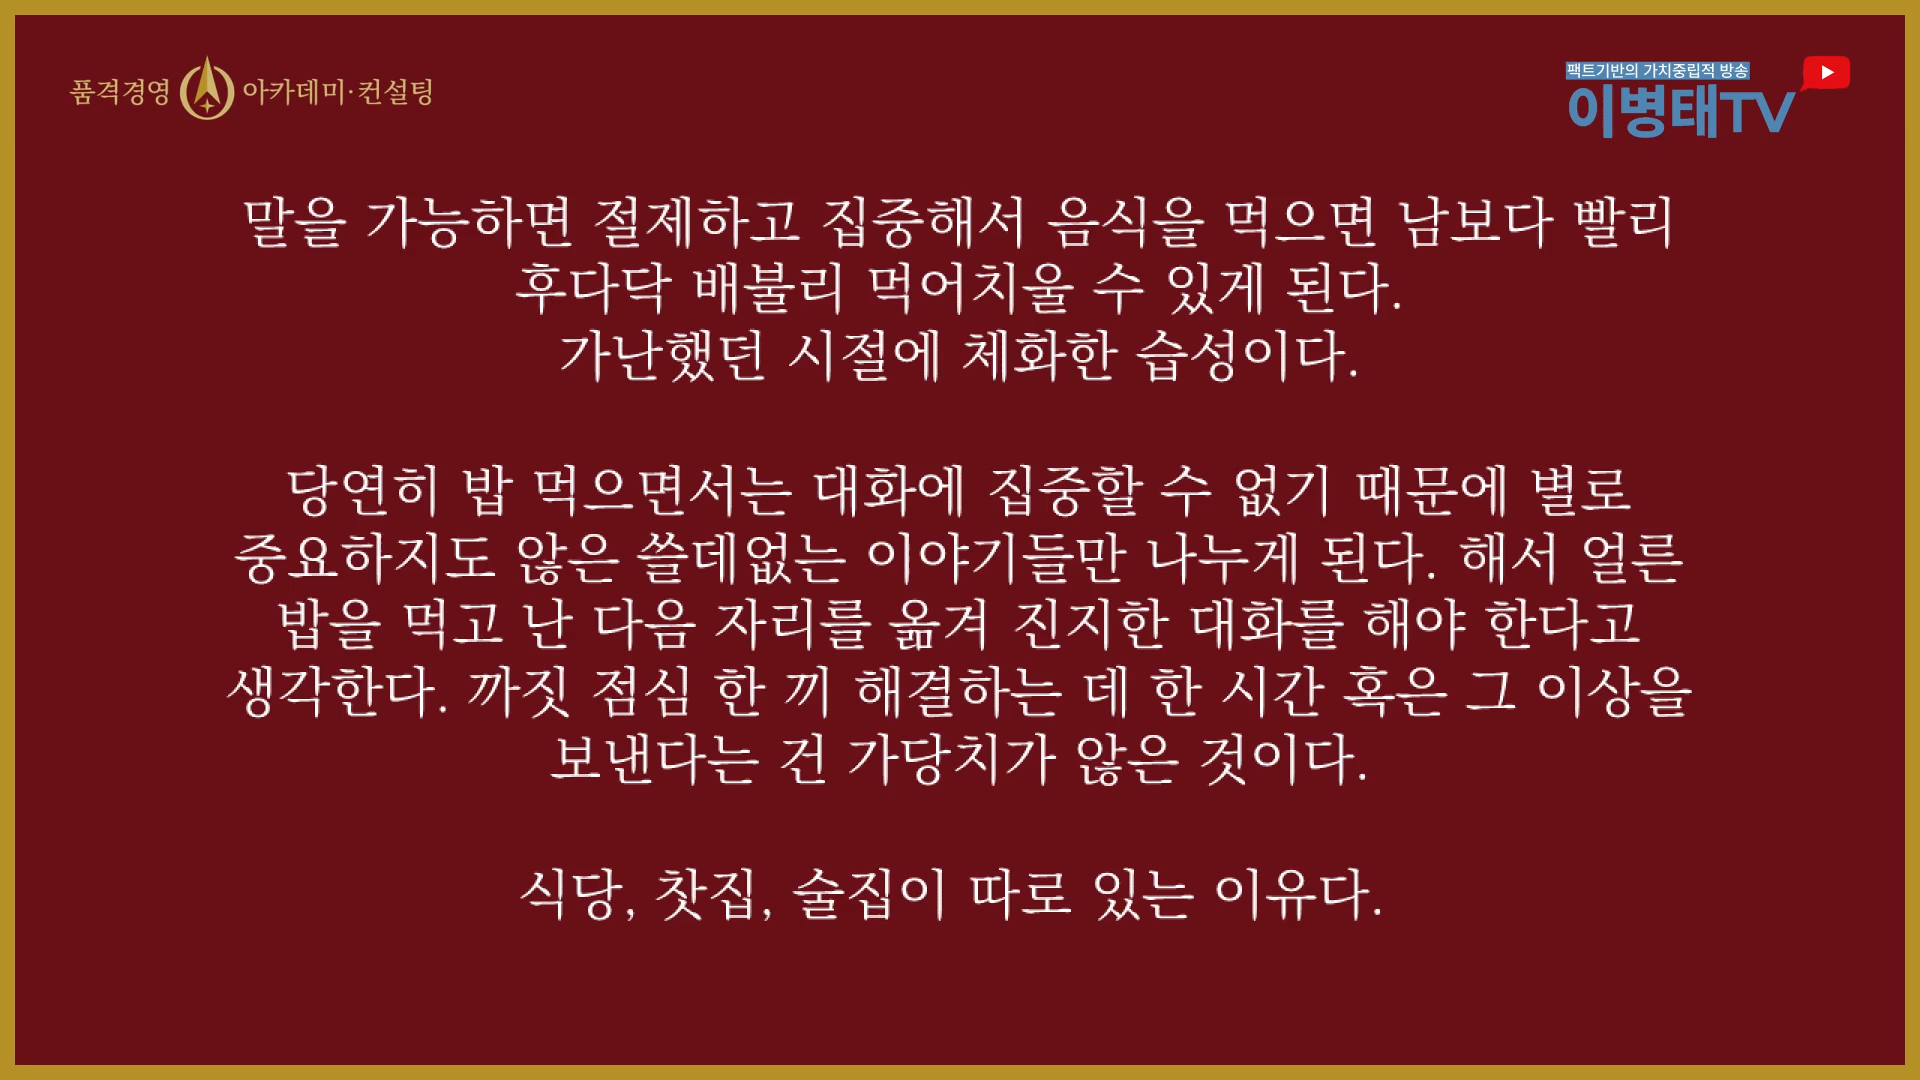 품격경영 아카데미·컨설팅
팩트기반의 가치중립적 방송
이병태TV
말을 가능하면 절제하고 집중해서 음식을 먹으면 남보다 빨리
후다닥 배불리 먹어치울 수 있게 된다.
가난했던 시절에 체화한 습성이다.
당연히 밥 먹으면서는 대화에 집중할 수 없기 때문에 별로
중요하지도 않은 쓸데없는 이야기들만 나누게 된다. 해서 얼른
밥을 먹고 난 다음 자리를 옮겨 진지한 대화를 해야 한다고
생각한다. 까짓 점심 한 끼 해결하는 데 한 시간 혹은 그 이상을
보낸다는 건 가당치가 않은 것이다.
식당, 찻집, 술집이 따로 있는 이유다.